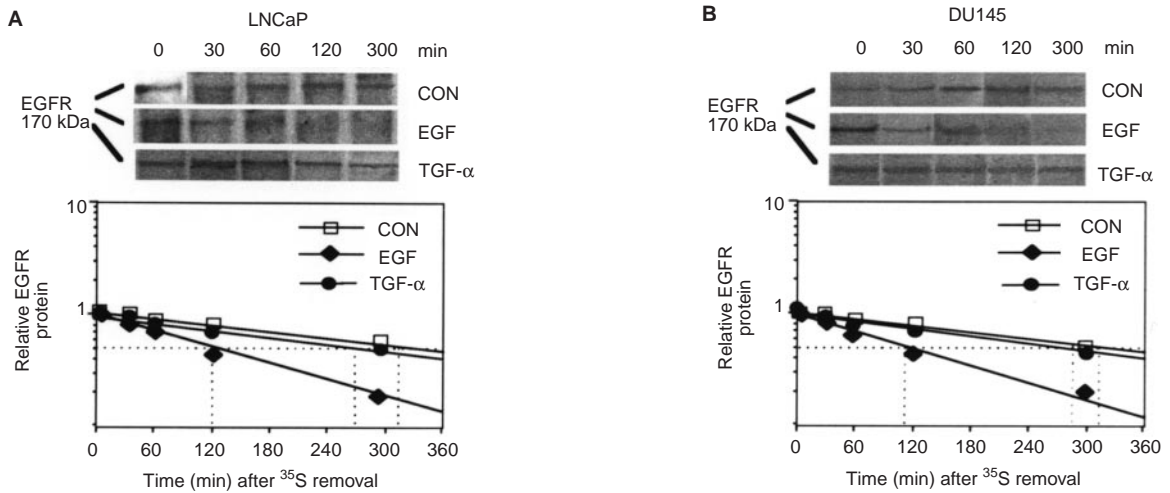 A
LNCaP
0 30 60 120 300 min
EGFR
170 kDa
CON
EGF
TGF-α
10
1
Relative EGFR
protein
CON
EGF
TGF-α
0 60 120 180 240 300 360
Time (min) after ³⁵S removal
B
DU145
0 30 60 120 300 min
EGFR
170 kDa
CON
EGF
TGF-α
10
1
Relative EGFR
protein
CON
EGF
TGF-α
0 60 120 180 240 300 360
Time (min) after ³⁵S removal